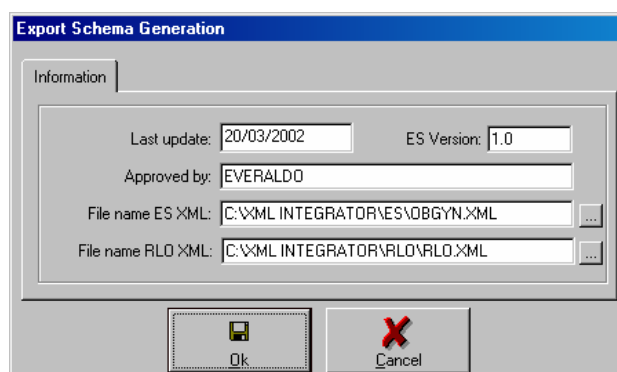 Export Schema Generation
Information
Last update: 20/03/2002 ES Version: 1.0
Approved by: EVERALDO
File name ES XML: C:\XML INTEGRATOR\ES\OBGYN.XML ...
File name RLO XML: C:\XML INTEGRATOR\RLO\RLO.XML ...
Ok Cancel